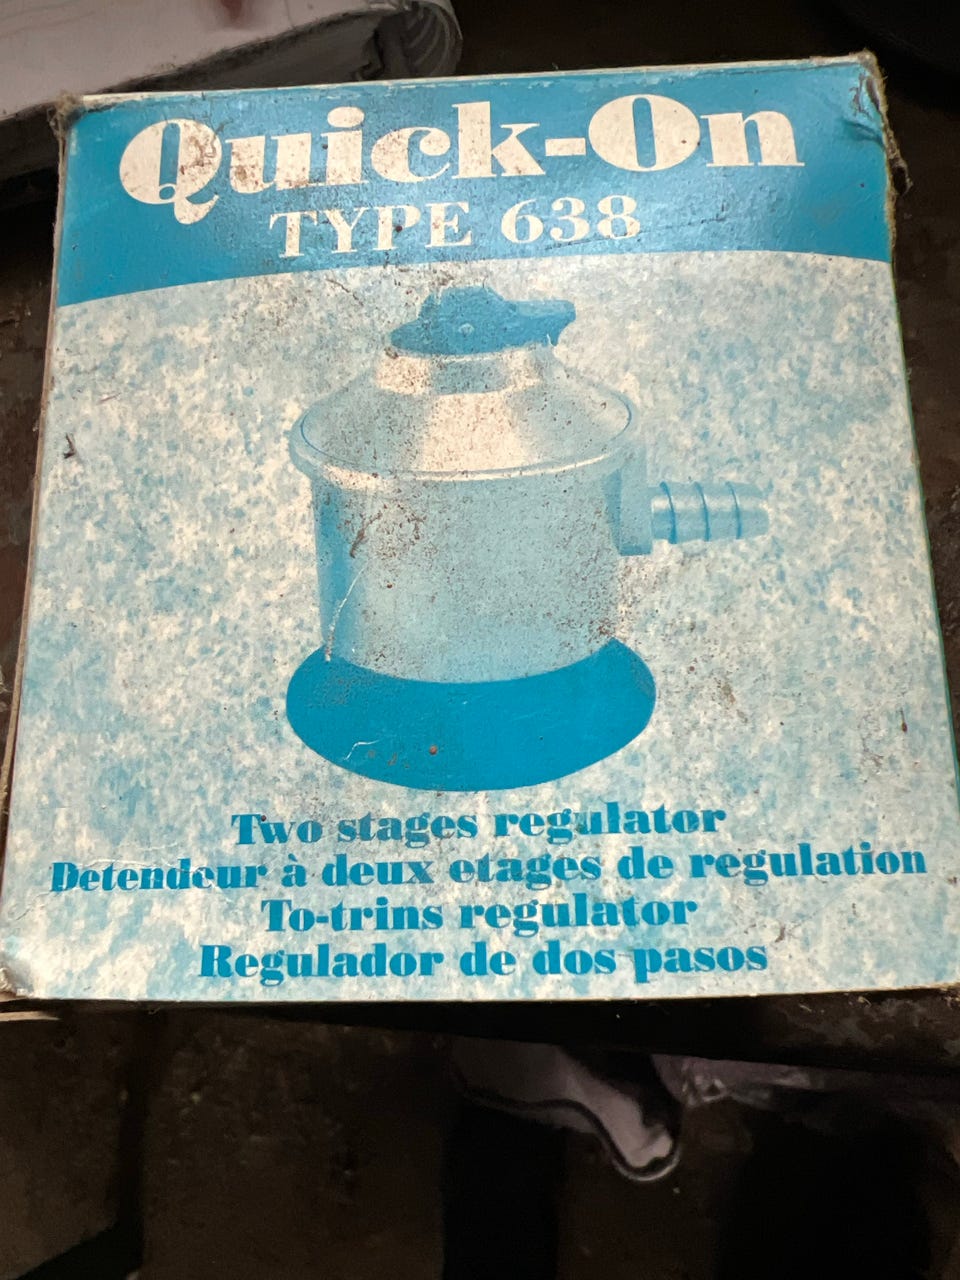 Quick-On
TYPE 638
Two stages regulator
Detendeur à deux etages de regulation
To-trins regulator
Regulador de dos pasos